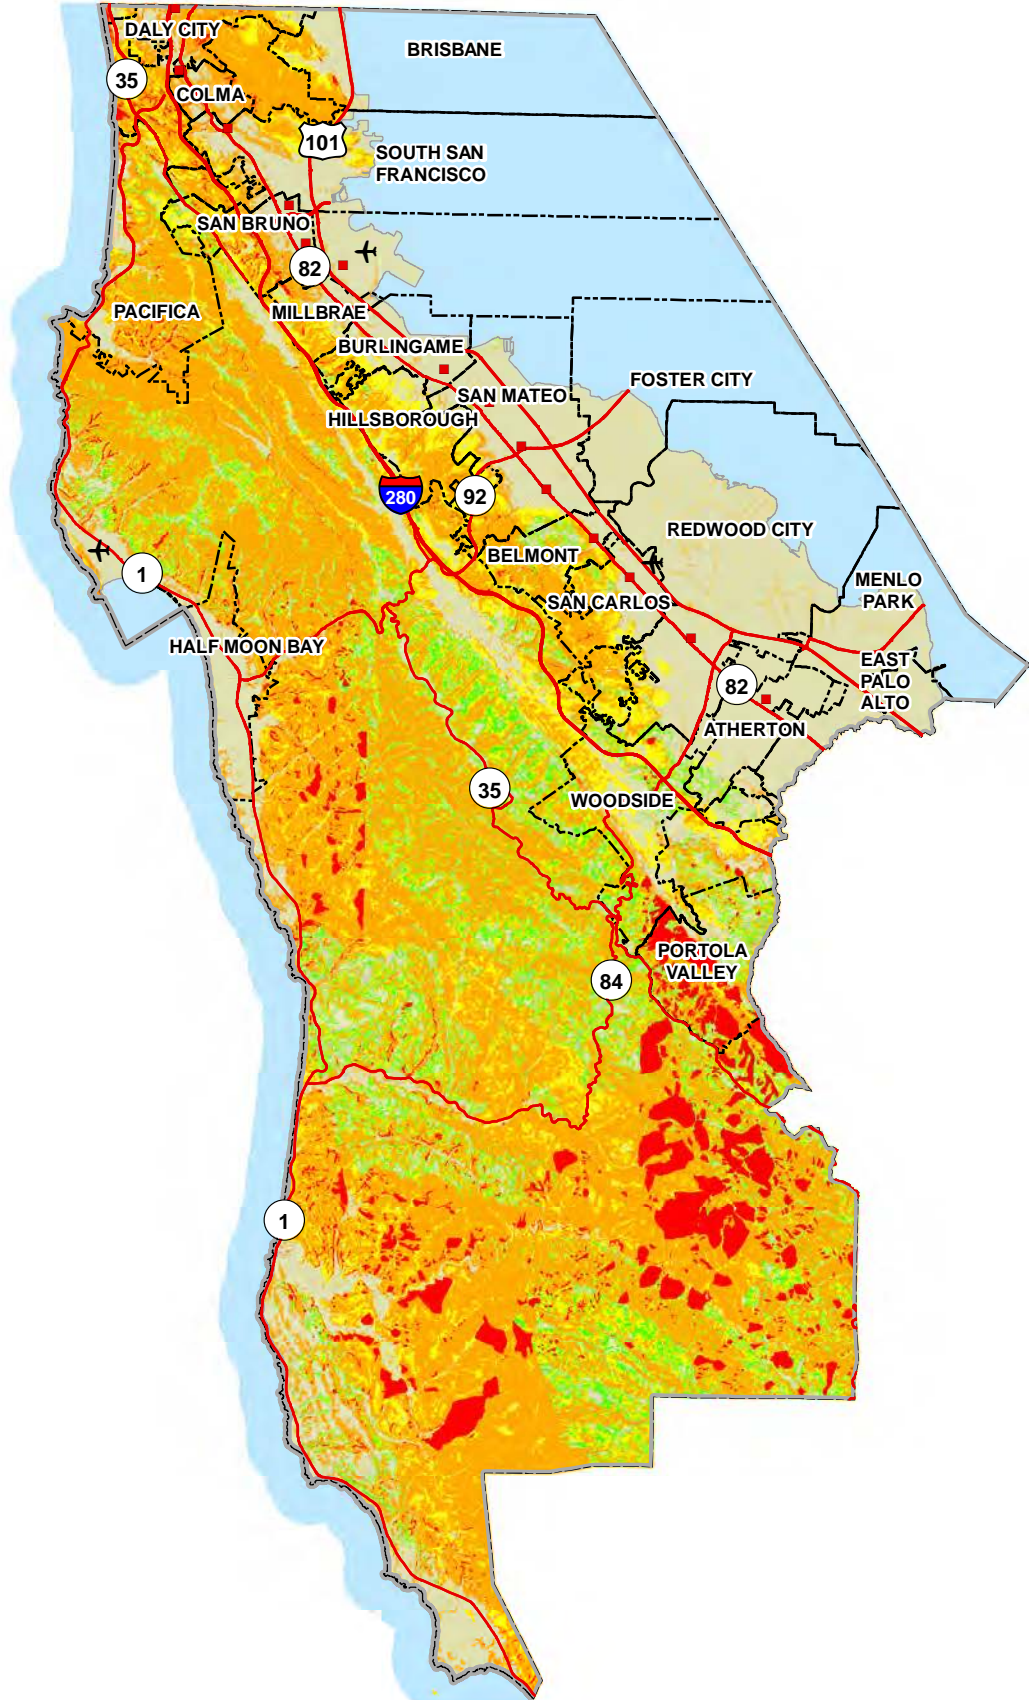 DALY CITY
BRISBANE
35
COLMA
101
SOUTH SAN
FRANCISCO
SAN BRUNO
82
PACIFICA
MILLBRAE
BURLINGAME
FOSTER CITY
SAN MATEO
HILLSBOROUGH
280
92
REDWOOD CITY
BELMONT
1
MENLO
PARK
SAN CARLOS
HALF MOON BAY
EAST
PALO
ALTO
82
ATHERTON
35
WOODSIDE
PORTOLA
VALLEY
84
1